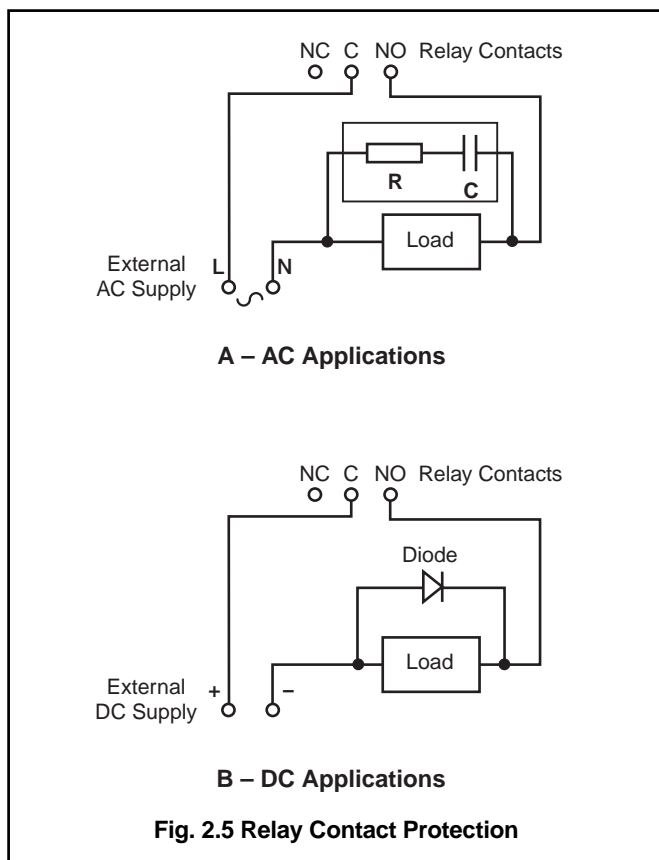 NC C NO Relay Contacts
R
C
Load
External
AC Supply
L N
A – AC Applications
NC C NO Relay Contacts
Diode
Load
External
DC Supply
+ –
B – DC Applications
Fig. 2.5 Relay Contact Protection